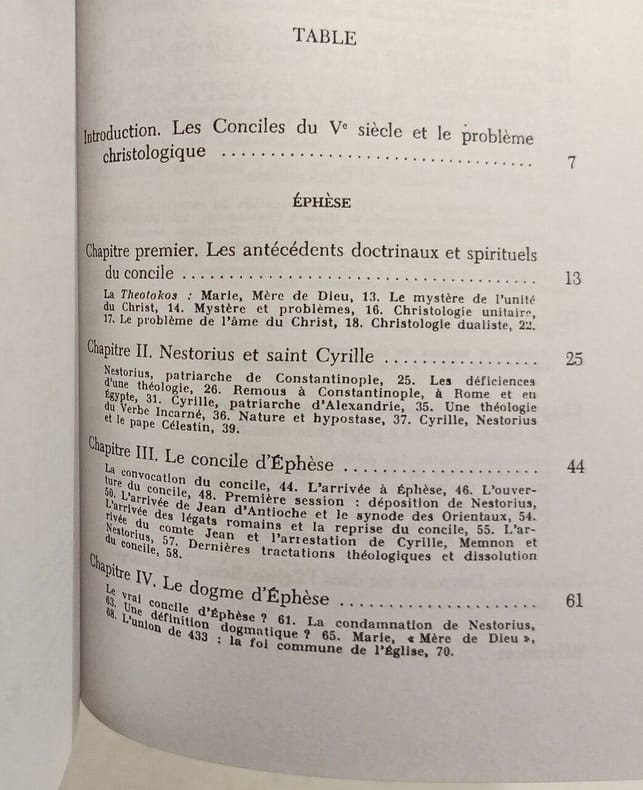 TABLE
Introduction. Les Conciles du Ve siècle et le problème
christologique .................................. 7
ÉPHÈSE
Chapitre premier. Les antécédents doctrinaux et spirituels
du concile ...................................... 13
La Theotokos : Marie, Mère de Dieu, 13. Le mystère de l'unité
du Christ, 14. Mystère et problèmes, 16. Christologie unitaire,
17. Le problème de l'âme du Christ, 18. Christologie dualiste, 22.
Chapitre II. Nestorius et saint Cyrille ................. 25
Nestorius, patriarche de Constantinople, 25. Les déficiences
d'une théologie, 26. Remous à Constantinople, à Rome et en
Égypte, 31. Cyrille, patriarche d'Alexandrie, 35. Une théologie
du Verbe Incarné, 36. Nature et hypostase, 37. Cyrille, Nestorius
et le pape Célestin, 39.
Chapitre III. Le concile d'Éphèse ..................... 44
La convocation du concile, 44. L'arrivée à Éphèse, 46. L'ouver-
ture du concile, 48. Première session : déposition de Nestorius,
50. L'arrivée de Jean d'Antioche et le synode des Orientaux, 54.
L'arrivée des légats romains et la reprise du concile, 55. L'ar-
rivée du comte Jean et l'arrestation de Cyrille, Memnon et
Nestorius, 57. Dernières tractations théologiques et dissolution
du concile, 58.
Chapitre IV. Le dogme d'Éphèse ..................... 61
Le vrai concile d'Éphèse ? 61. La condamnation de Nestorius,
63. Une définition dogmatique ? 65. Marie, « Mère de Dieu »,
68. L'union de 433 : la foi commune de l'Église, 70.